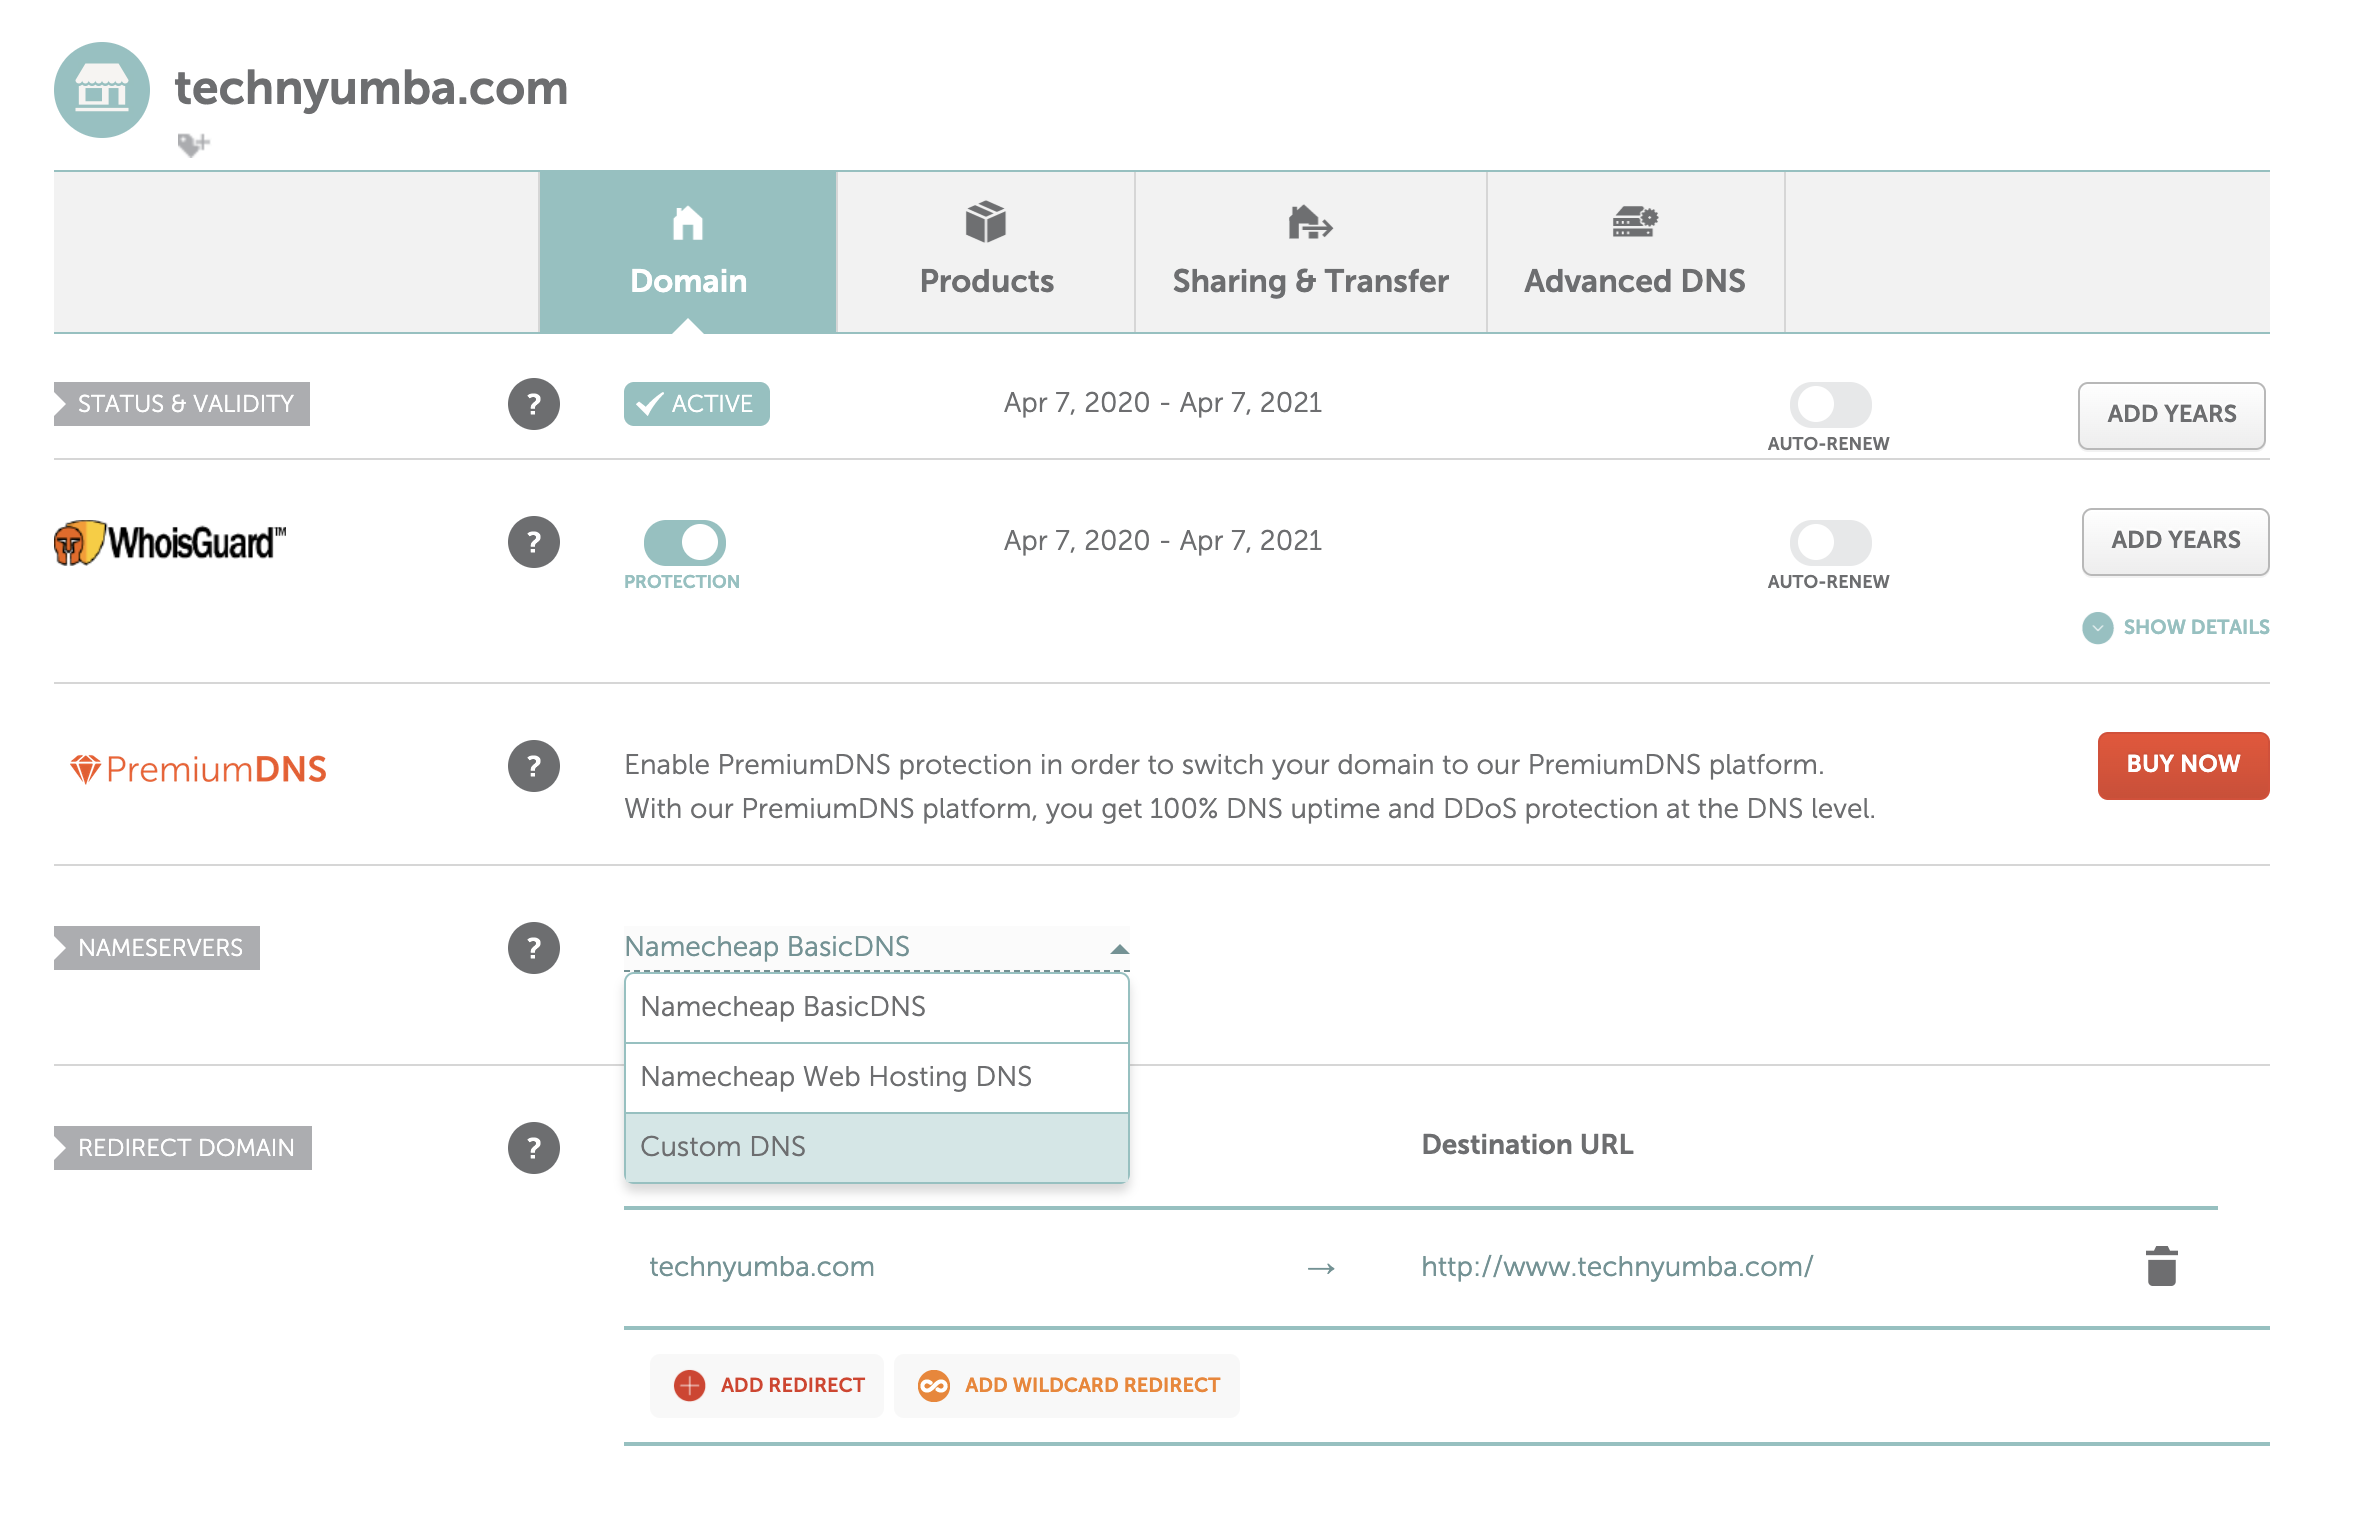 technyumba.com
Domain
Products
Sharing & Transfer
Advanced DNS
STATUS & VALIDITY
?
ACTIVE
Apr 7, 2020 - Apr 7, 2021
AUTO-RENEW
ADD YEARS
WhoisGuard™
?
PROTECTION
Apr 7, 2020 - Apr 7, 2021
AUTO-RENEW
ADD YEARS
SHOW DETAILS
PremiumDNS
?
Enable PremiumDNS protection in order to switch your domain to our PremiumDNS platform.
With our PremiumDNS platform, you get 100% DNS uptime and DDoS protection at the DNS level.
BUY NOW
NAMESERVERS
?
Namecheap BasicDNS
Namecheap BasicDNS
Namecheap Web Hosting DNS
Custom DNS
REDIRECT DOMAIN
?
Destination URL
technyumba.com
→
http://www.technyumba.com/
ADD REDIRECT
ADD WILDCARD REDIRECT